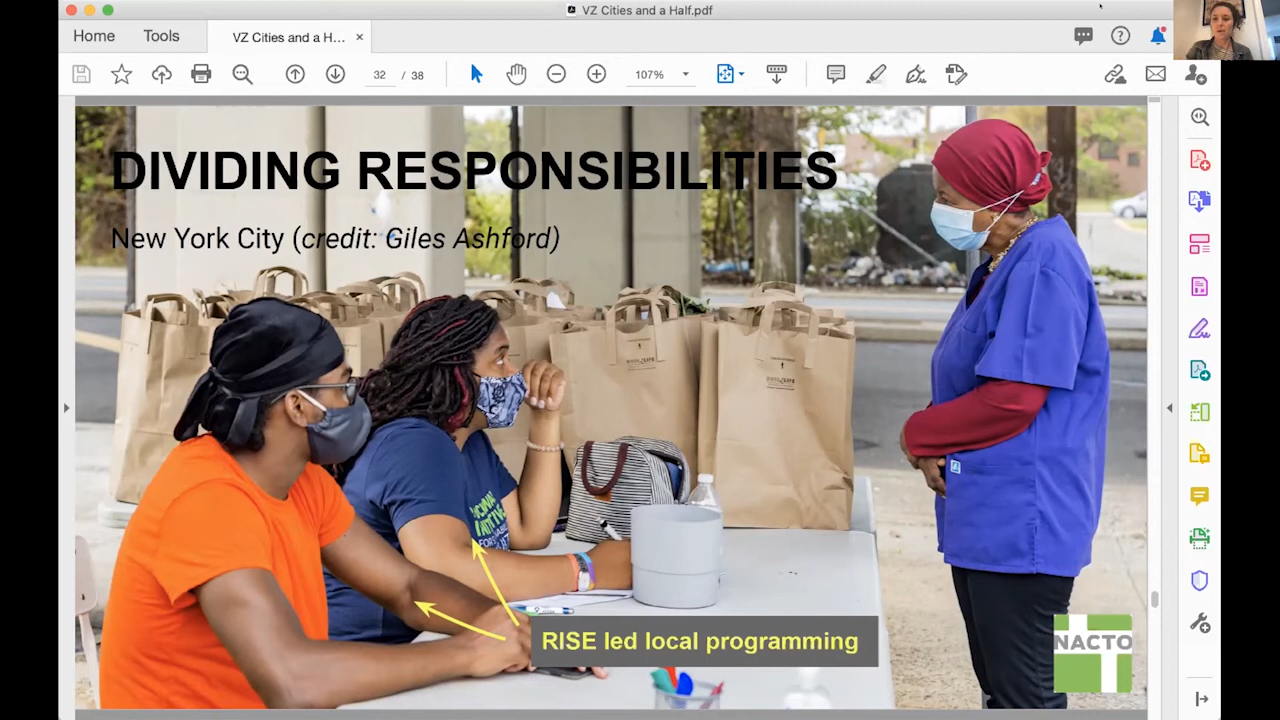 VZ Cities and a Half.pdf
Home
Tools
VZ Cities and a H...
32 / 38
107%
DIVIDING RESPONSIBILITIES
New York City (credit: Giles Ashford)
RISE led local programming
NACTO